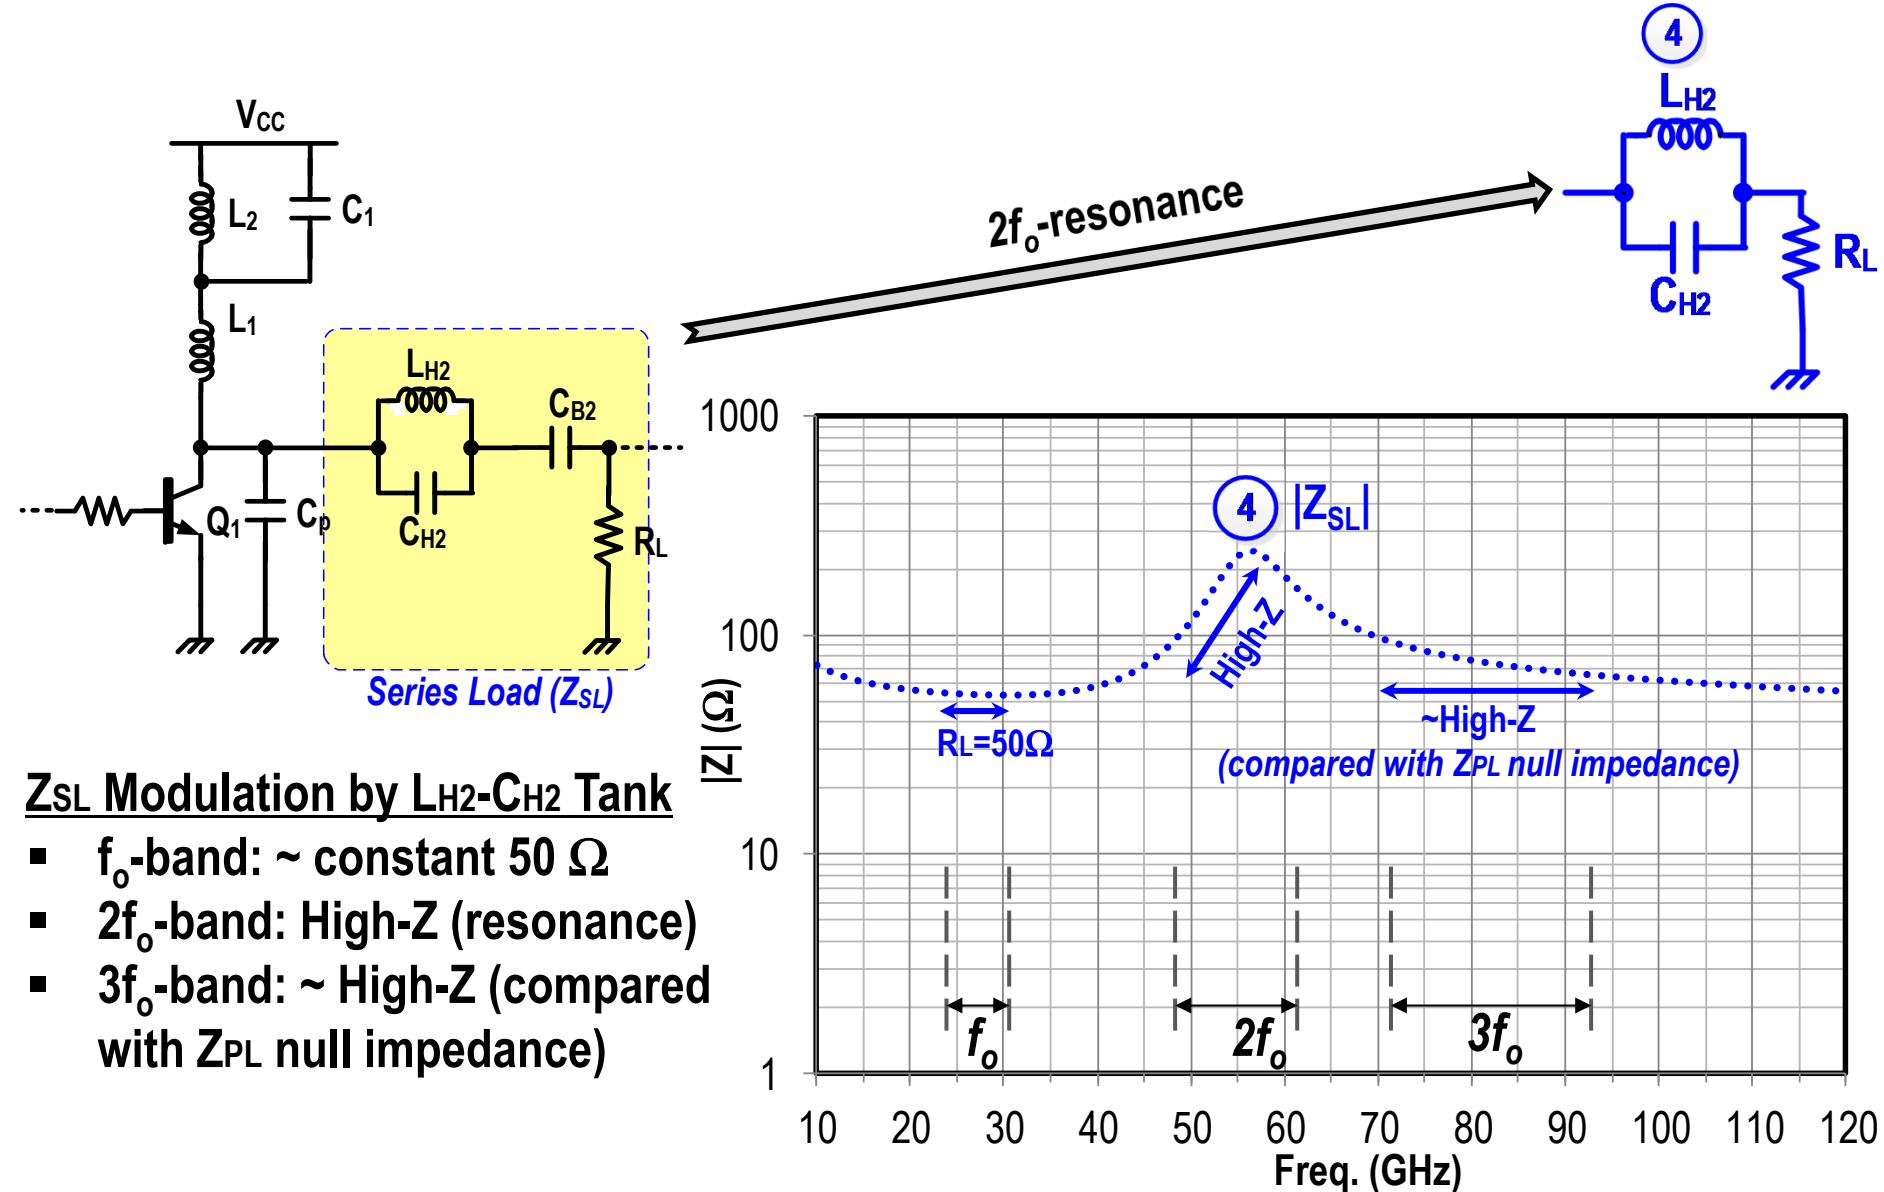 4
LH2
CH2
RL
VCC
L2
C1
L1
2fo-resonance
LH2
CB2
Q1
Cp
CH2
RL
Series Load (ZSL)
ZSL Modulation by LH2-CH2 Tank
▪ fo-band: ~ constant 50 Ω
▪ 2fo-band: High-Z (resonance)
▪ 3fo-band: ~ High-Z (compared
with ZPL null impedance)
|Z| (Ω)
1000
100
10
1
4 |ZSL|
High-Z
RL=50Ω
~High-Z
(compared with ZPL null impedance)
fo
2fo
3fo
10 20 30 40 50 60 70 80 90 100 110 120
Freq. (GHz)